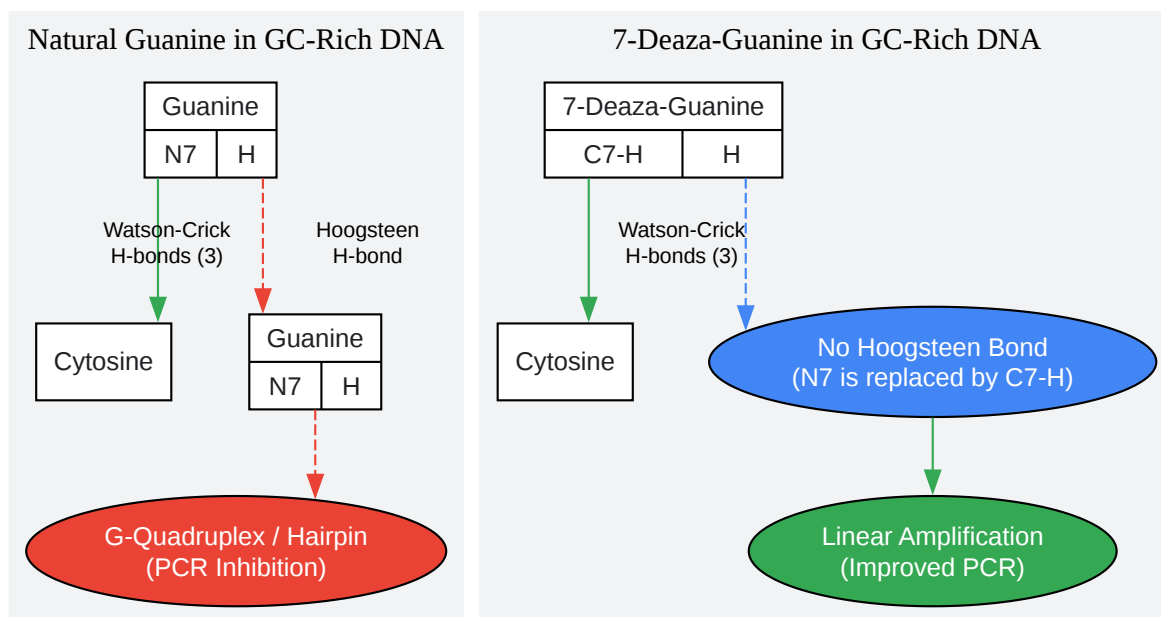 Natural Guanine in GC-Rich DNA
Guanine
N7
H
Watson-Crick
H-bonds (3)
Hoogsteen
H-bond
Cytosine
Guanine
N7
H
G-Quadruplex / Hairpin
(PCR Inhibition)
7-Deaza-Guanine in GC-Rich DNA
7-Deaza-Guanine
C7-H
H
Watson-Crick
H-bonds (3)
Cytosine
No Hoogsteen Bond
(N7 is replaced by C7-H)
Linear Amplification
(Improved PCR)